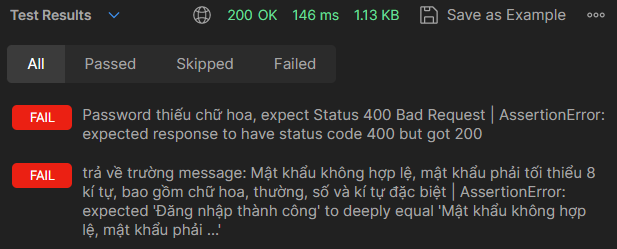 Test Results 200 OK 146 ms 1.13 KB Save as Example
All Passed Skipped Failed
FAIL Password thiếu chữ hoa, expect Status 400 Bad Request | AssertionError:
expected response to have status code 400 but got 200
FAIL trả về trường message: Mật khẩu không hợp lệ, mật khẩu phải tối thiểu 8
kí tự, bao gồm chữ hoa, thường, số và kí tự đặc biệt | AssertionError:
expected 'Đăng nhập thành công' to deeply equal 'Mật khẩu không hợp
lệ, mật khẩu phải ...'